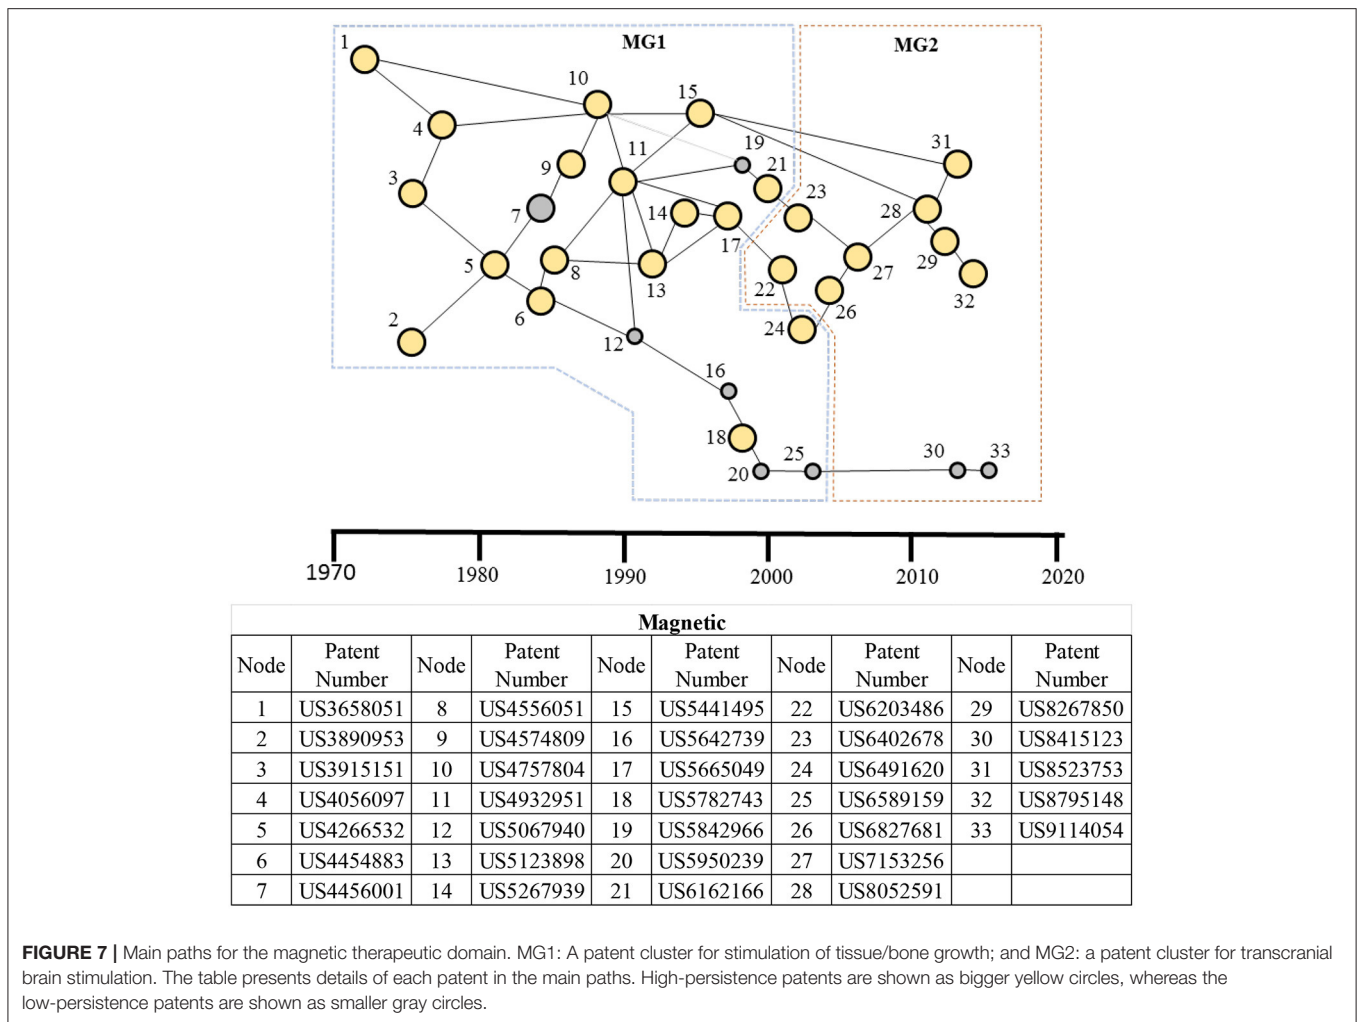 MG1
MG2
1
10
15
4
11
19
31
9
21
3
23
7
14
28
17
5
8
13
22
27
29
32
6
26
2
24
12
16
18
25
20
30
33
1970
1980
1990
2000
2010
2020
Magnetic
Node Patent Number Node Patent Number Node Patent Number Node Patent Number Node Patent Number
1 US3658051 8 US4556051 15 US5441495 22 US6203486 29 US8267850
2 US3890953 9 US4574809 16 US5642739 23 US6402678 30 US8415123
3 US3915151 10 US4757804 17 US5665049 24 US6491620 31 US8523753
4 US4056097 11 US4932951 18 US5782743 25 US6589159 32 US8795148
5 US4266532 12 US5067940 19 US5842966 26 US6827681 33 US9114054
6 US4454883 13 US5123898 20 US5950239 27 US7153256
7 US4456001 14 US5267939 21 US6162166 28 US8052591
FIGURE 7 | Main paths for the magnetic therapeutic domain. MG1: A patent cluster for stimulation of tissue/bone growth; and MG2: a patent cluster for transcranial
brain stimulation. The table presents details of each patent in the main paths. High-persistence patents are shown as bigger yellow circles, whereas the
low-persistence patents are shown as smaller gray circles.